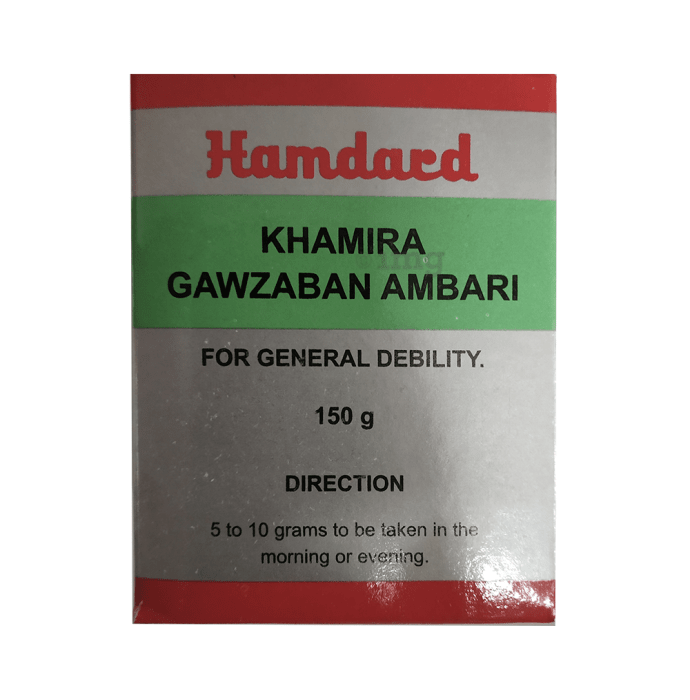 Hamdard
KHAMIRA
GAWZABAN AMBARI
FOR GENERAL DEBILITY.
150 g
DIRECTION
5 to 10 grams to be taken in the
morning or evening.